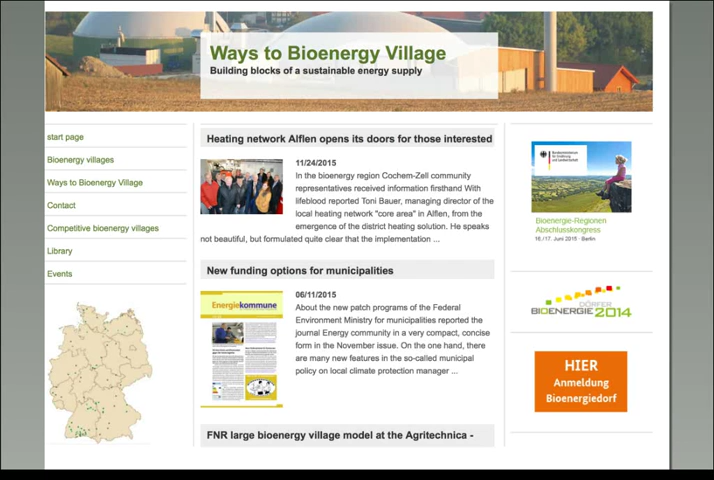 Ways to Bioenergy Village
Building blocks of a sustainable energy supply
start page
Bioenergy villages
Ways to Bioenergy Village
Contact
Competitive bioenergy villages
Library
Events
Heating network Alflen opens its doors for those interested
11/24/2015
In the bioenergy region Cochem-Zell community
representatives received information firsthand With
lifeblood reported Toni Bauer, managing director of the
local heating network "core area" in Alflen, from the
emergence of the district heating solution. He speaks
not beautiful, but formulated quite clear that the implementation ...
New funding options for municipalities
Energiekommune
06/11/2015
About the new patch programs of the Federal
Environment Ministry for municipalities reported the
journal Energy community in a very compact, concise
form in the November issue. On the one hand, there
are many new features in the so-called municipal
policy on local climate protection manager ...
FNR large bioenergy village model at the Agritechnica -
Bioenergie-Regionen
Abschlusskongress
16./17. Juni 2015 · Berlin
DÖRFER
BIOENERGIE 2014
HIER
Anmeldung
Bioenergiedorf